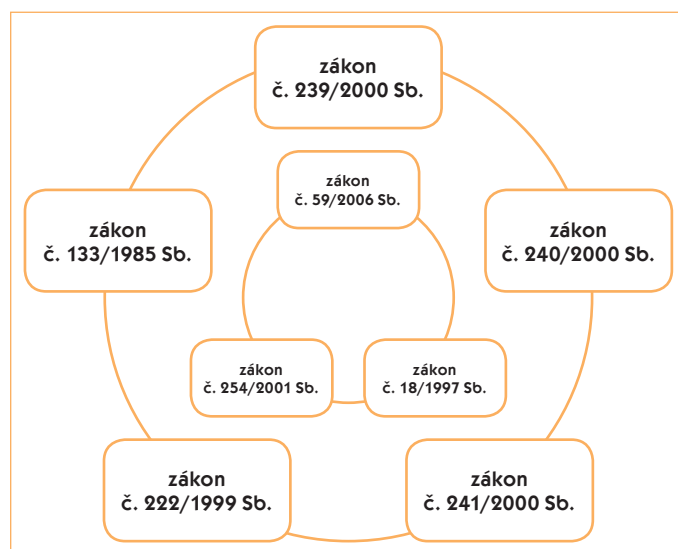 zákon
č. 239/2000 Sb.
zákon
č. 59/2006 Sb.
zákon
č. 133/1985 Sb.
zákon
č. 240/2000 Sb.
zákon
č. 254/2001 Sb.
zákon
č. 18/1997 Sb.
zákon
č. 222/1999 Sb.
zákon
č. 241/2000 Sb.